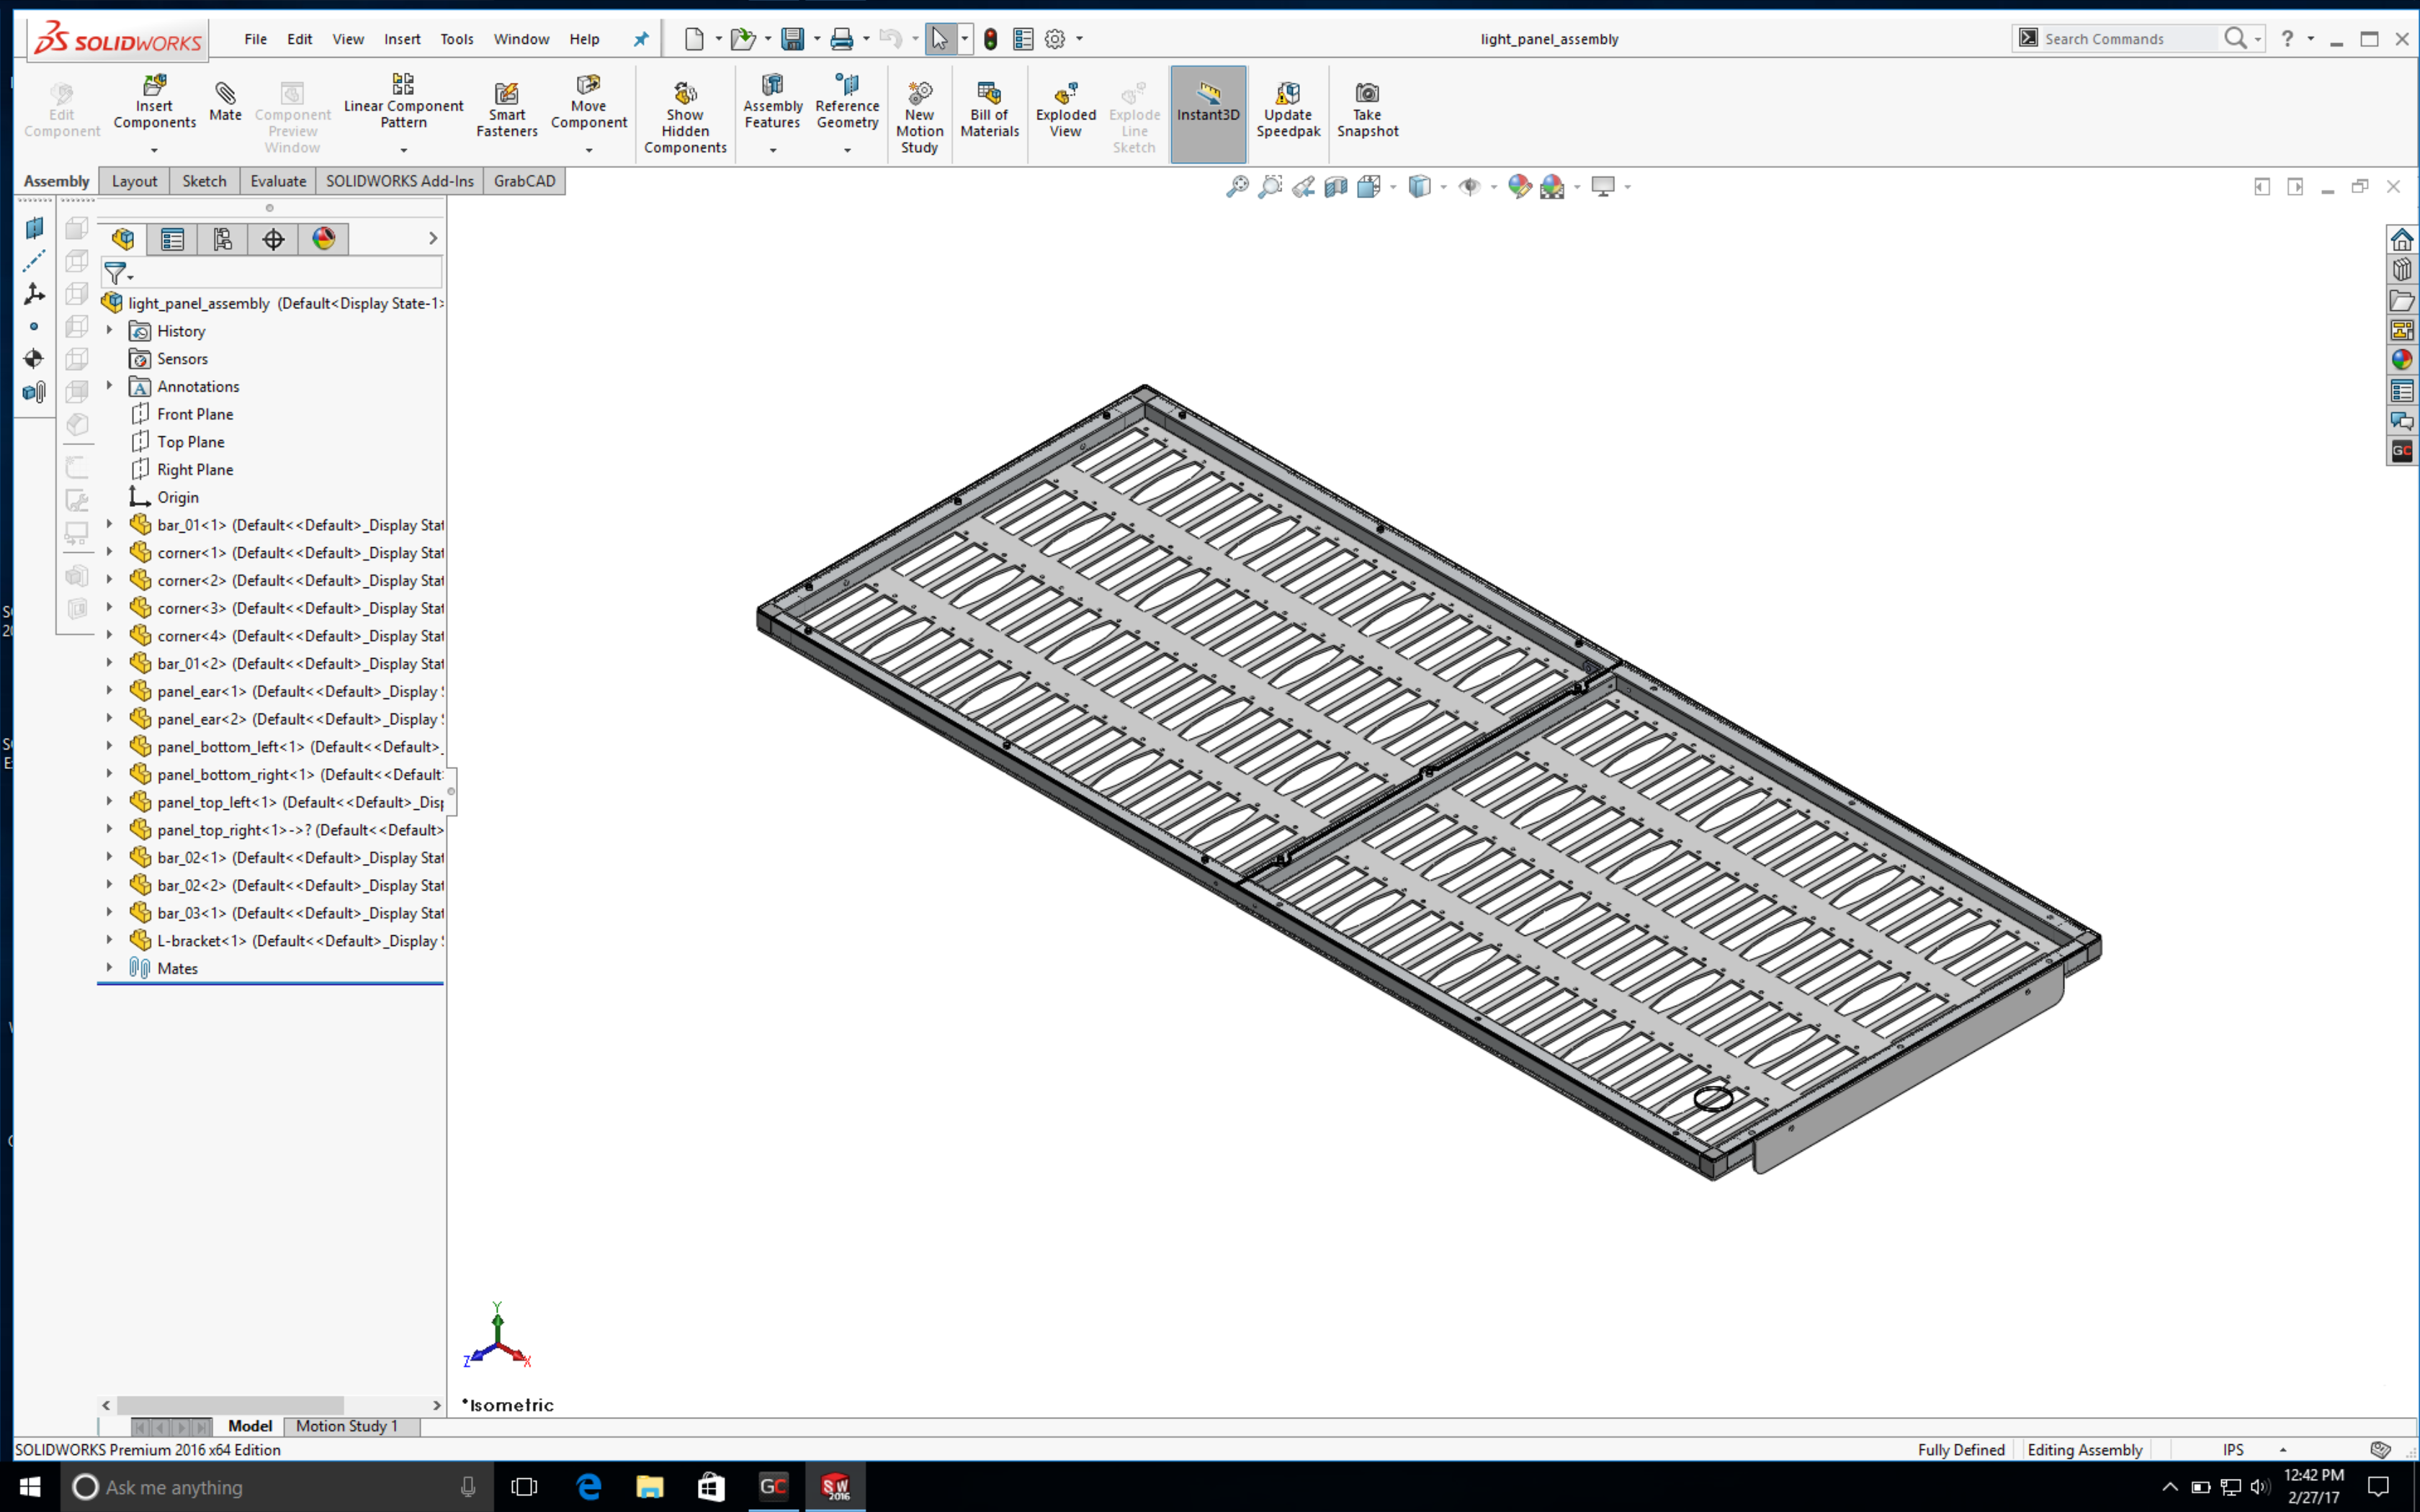 SOLIDWORKS File Edit View Insert Tools Window Help light_panel_assembly Search Commands ?
Edit Component
Insert Components
Mate
Component Preview Window
Linear Component Pattern
Smart Fasteners
Move Component
Show Hidden Components
Assembly Features
Reference Geometry
New Motion Study
Bill of Materials
Exploded View
Explode Line Sketch
Instant3D
Update Speedpak
Take Snapshot
Assembly Layout Sketch Evaluate SOLIDWORKS Add-Ins GrabCAD
light_panel_assembly (Default<Display State-1>
History
Sensors
A Annotations
Front Plane
Top Plane
Right Plane
Origin
bar_01<1> (Default<<Default>_Display Stat
corner<1> (Default<<Default>_Display Stat
corner<2> (Default<<Default>_Display Stat
corner<3> (Default<<Default>_Display Stat
corner<4> (Default<<Default>_Display Stat
bar_01<2> (Default<<Default>_Display Stat
panel_ear<1> (Default<<Default>_Display
panel_ear<2> (Default<<Default>_Display
panel_bottom_left<1> (Default<<Default>_
panel_bottom_right<1> (Default<<Default
panel_top_left<1> (Default<<Default>_Disp
panel_top_right<1>->? (Default<<Default>
bar_02<1> (Default<<Default>_Display Stat
bar_02<2> (Default<<Default>_Display Stat
bar_03<1> (Default<<Default>_Display Stat
L-bracket<1> (Default<<Default>_Display
Mates
GC
Y
Z X
*Isometric
Model Motion Study 1
SOLIDWORKS Premium 2016 x64 Edition Fully Defined Editing Assembly IPS
Ask me anything GC SW 2016 12:42 PM
2/27/17